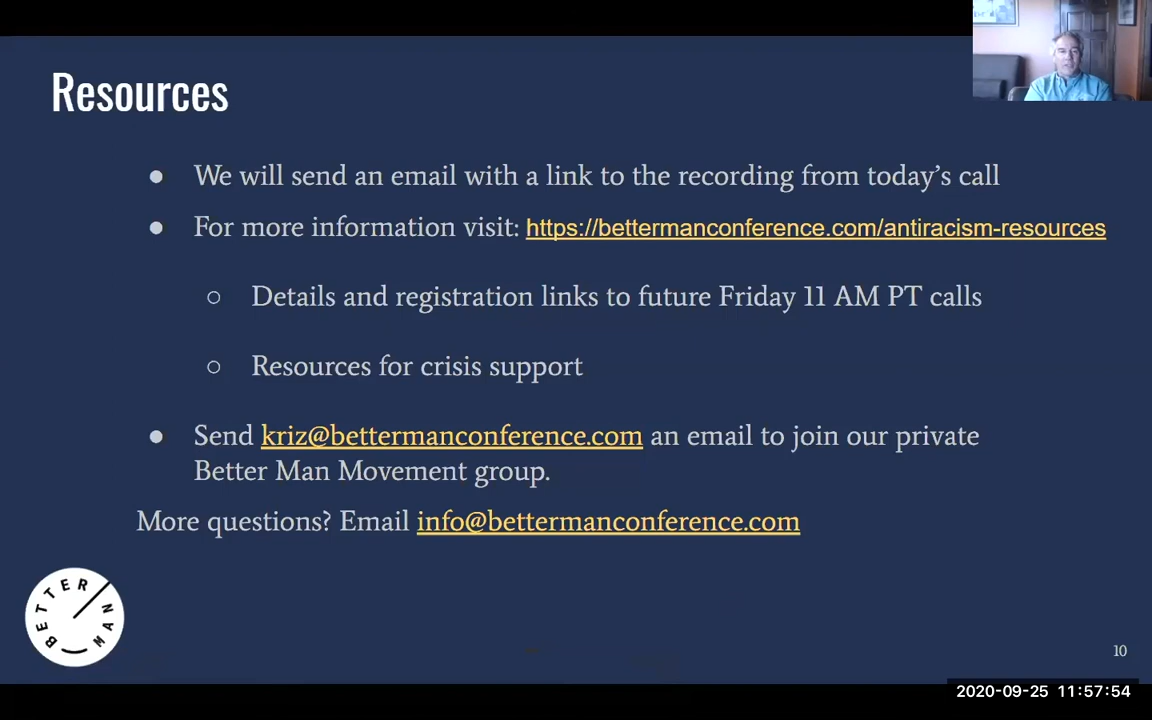 Resources
● We will send an email with a link to the recording from today's call
● For more information visit: https://bettermanconference.com/antiracism-resources
○ Details and registration links to future Friday 11 AM PT calls
○ Resources for crisis support
● Send kriz@bettermanconference.com an email to join our private
Better Man Movement group.
More questions? Email info@bettermanconference.com
BETTER MAN
10
2020-09-25 11:57:54